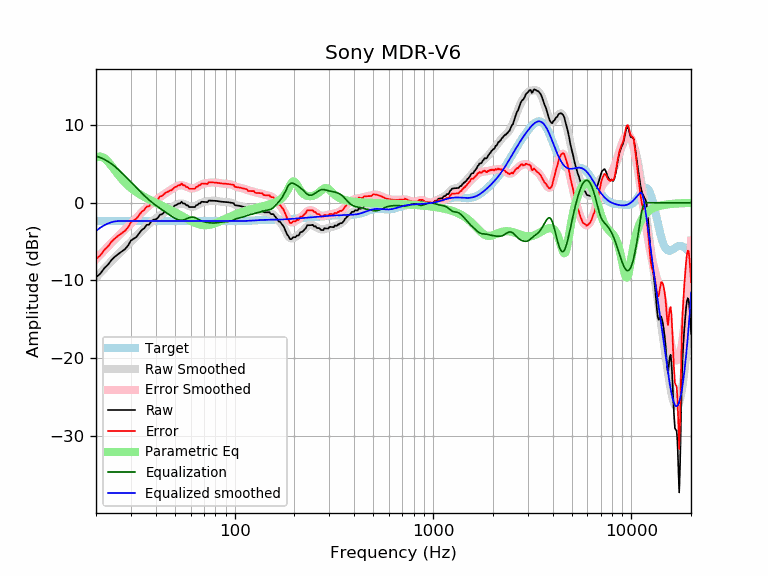 Sony MDR-V6
Amplitude (dBr)
10
0
−10
−20
−30
Target
Raw Smoothed
Error Smoothed
Raw
Error
Parametric Eq
Equalization
Equalized smoothed
100
1000
10000
Frequency (Hz)